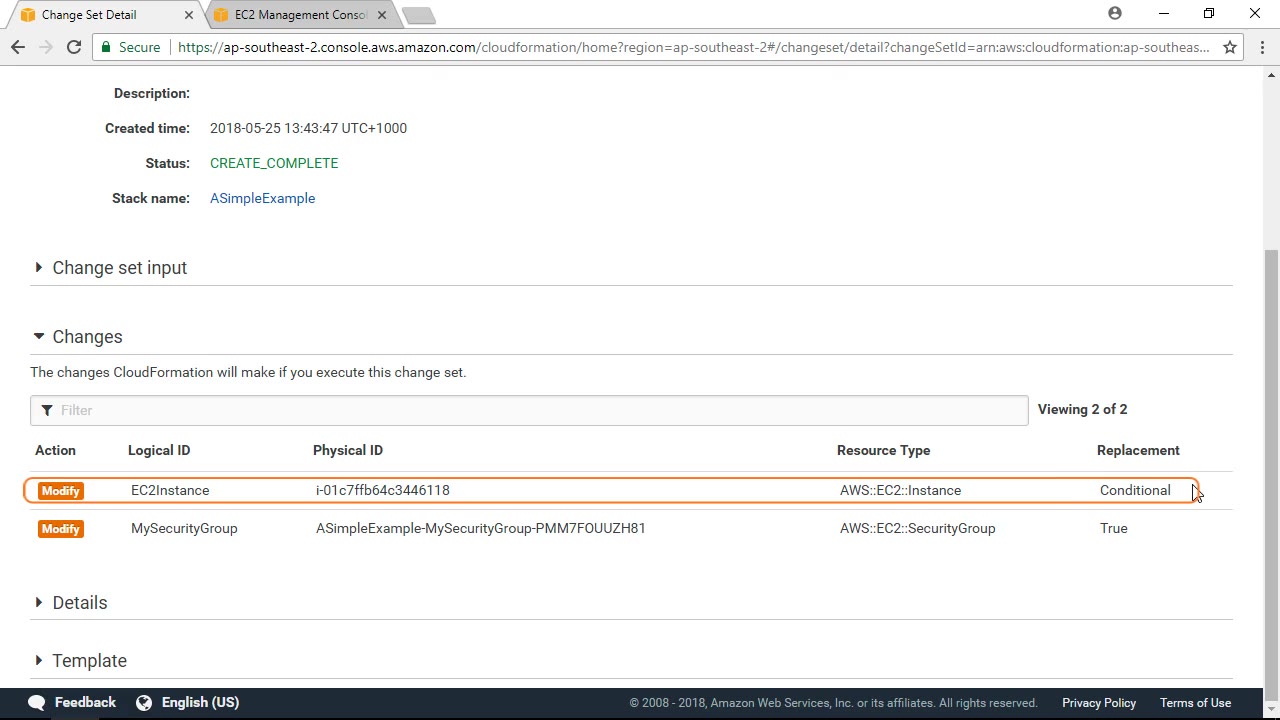 Change Set Detail
EC2 Management Consol
Secure https://ap-southeast-2.console.aws.amazon.com/cloudformation/home?region=ap-southeast-2#/changeset/detail?changeSetId=arn:aws:cloudformation:ap-southeas...
Description:
Created time: 2018-05-25 13:43:47 UTC+1000
Status: CREATE_COMPLETE
Stack name: ASimpleExample
Change set input
Changes
The changes CloudFormation will make if you execute this change set.
Filter Viewing 2 of 2
Action Logical ID Physical ID Resource Type Replacement
Modify EC2Instance i-01c7ffb64c3446118 AWS::EC2::Instance Conditional
Modify MySecurityGroup ASimpleExample-MySecurityGroup-PMM7FOUUZH81 AWS::EC2::SecurityGroup True
Details
Template
Feedback English (US) © 2008 - 2018, Amazon Web Services, Inc. or its affiliates. All rights reserved. Privacy Policy Terms of Use